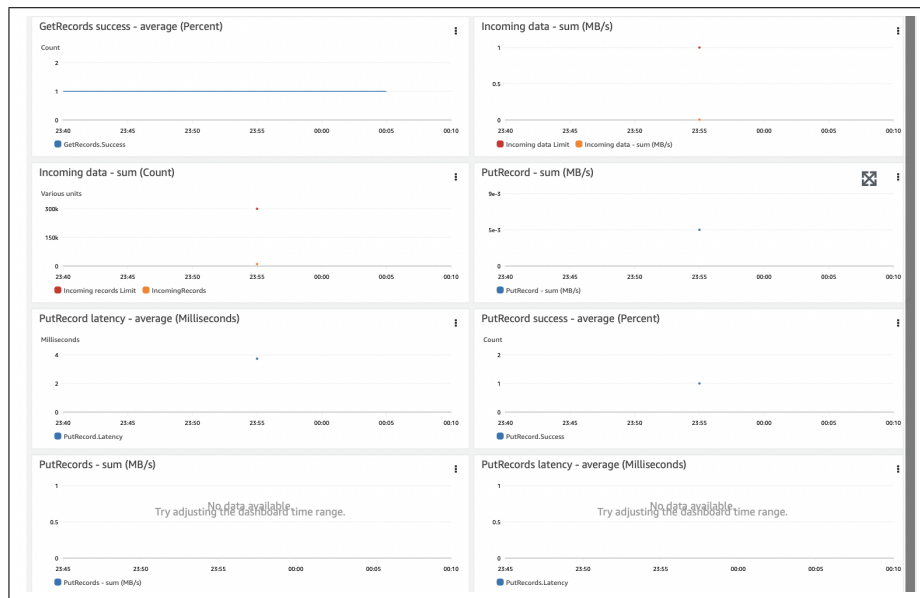 GetRecords success - average (Percent)
Count
2
1
0
23:40 23:45 23:50 23:55 00:00 00:05 00:10
GetRecords.Success
Incoming data - sum (MB/s)
1
0.5
0
23:40 23:45 23:50 23:55 00:00 00:05 00:10
Incoming data Limit Incoming data - sum (MB/s)
Incoming data - sum (Count)
Various units
300k
150k
0
23:40 23:45 23:50 23:55 00:00 00:05 00:10
Incoming records Limit IncomingRecords
PutRecord - sum (MB/s)
9e-3
5e-3
0
23:40 23:45 23:50 23:55 00:00 00:05 00:10
PutRecord - sum (MB/s)
PutRecord latency - average (Milliseconds)
Milliseconds
4
2
0
23:40 23:45 23:50 23:55 00:00 00:05 00:10
PutRecord.Latency
PutRecord success - average (Percent)
Count
2
1
0
23:40 23:45 23:50 23:55 00:00 00:05 00:10
PutRecord.Success
PutRecords - sum (MB/s)
1
No data available.
Try adjusting the dashboard time range.
0.5
0
23:45 23:50 23:55 00:00 00:05 00:10
PutRecords - sum (MB/s)
PutRecords latency - average (Milliseconds)
1
No data available.
Try adjusting the dashboard time range.
0.5
0
23:45 23:50 23:55 00:00 00:05 00:10
PutRecords.Latency